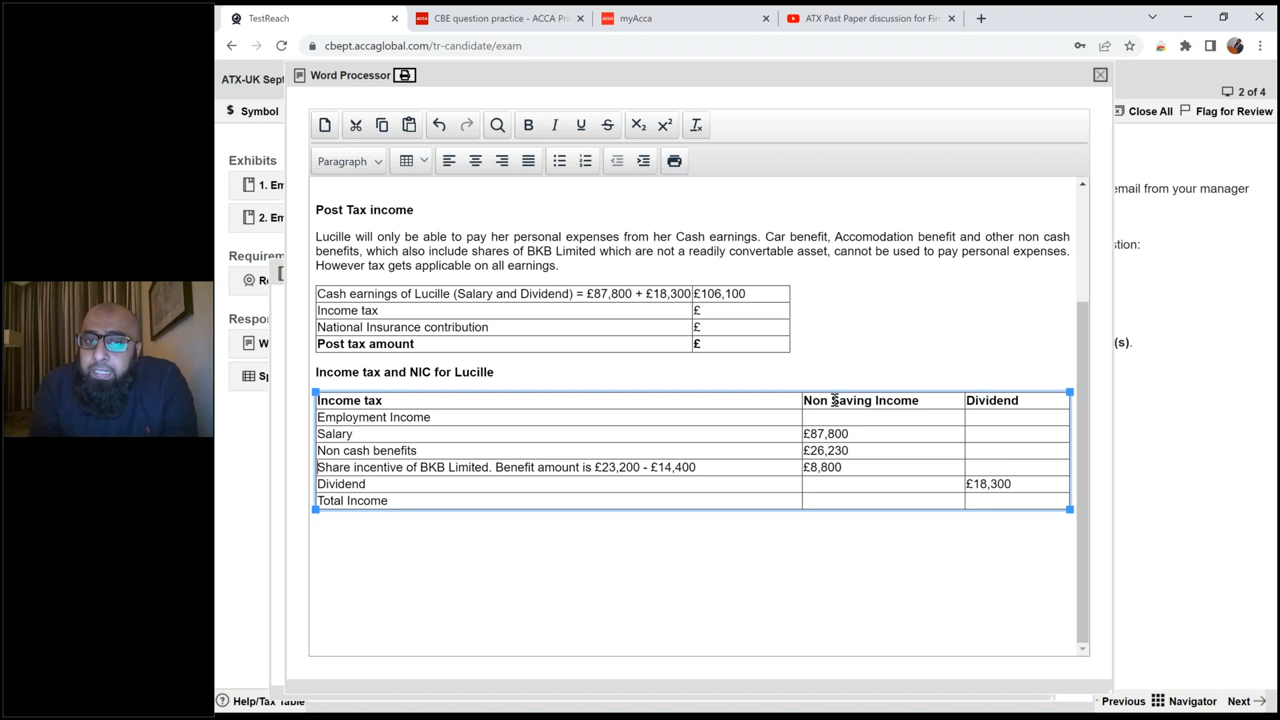 TestReach
CBE question practice - ACCA Pr
myAcca
ATX Past Paper discussion for Fin
cbept.accaglobal.com/tr-candidate/exam
ATX-UK Sept
Word Processor
2 of 4
$ Symbol
Close All
Flag for Review
Paragraph
Exhibits
1. Em
2. Em
email from your manager
Requirem
stion:
Re
Respon
W
(s).
Sp
Post Tax income
Lucille will only be able to pay her personal expenses from her Cash earnings. Car benefit, Accomodation benefit and other non cash
benefits, which also include shares of BKB Limited which are not a readily convertable asset, cannot be used to pay personal expenses.
However tax gets applicable on all earnings.
Cash earnings of Lucille (Salary and Dividend) = £87,800 + £18,300 £106,100
Income tax £
National Insurance contribution £
Post tax amount £
Income tax and NIC for Lucille
Income tax Non Saving Income Dividend
Employment Income
Salary £87,800
Non cash benefits £26,230
Share incentive of BKB Limited. Benefit amount is £23,200 - £14,400 £8,800
Dividend £18,300
Total Income
Help/Tax Table
Previous
Navigator
Next